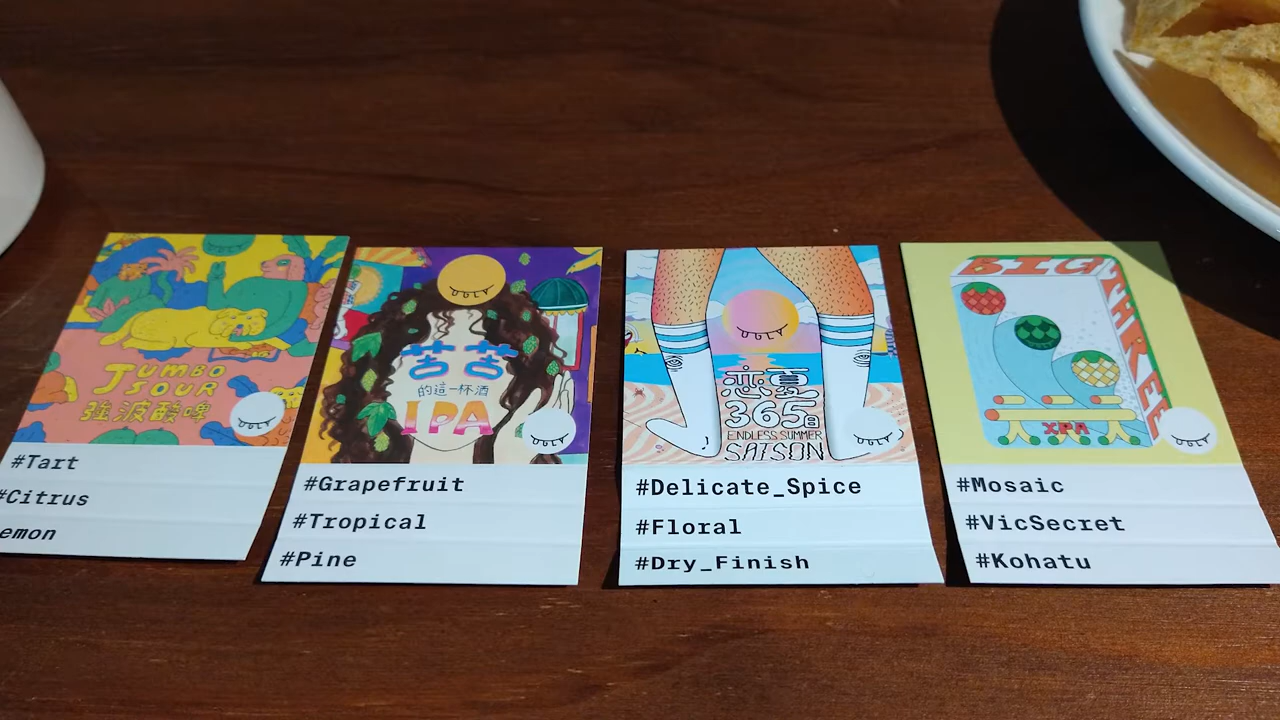 JUMBO
SOUR
強波酸啤
#Tart
#Citrus
emon
苦苦
的這一杯酒
IPA
#Grapefruit
#Tropical
#Pine
恋夏
365日
ENDLESS SUMMER
SAISON
#Delicate_Spice
#Floral
#Dry_Finish
BIG
THREE
XPA
#Mosaic
#VicSecret
#Kohatu